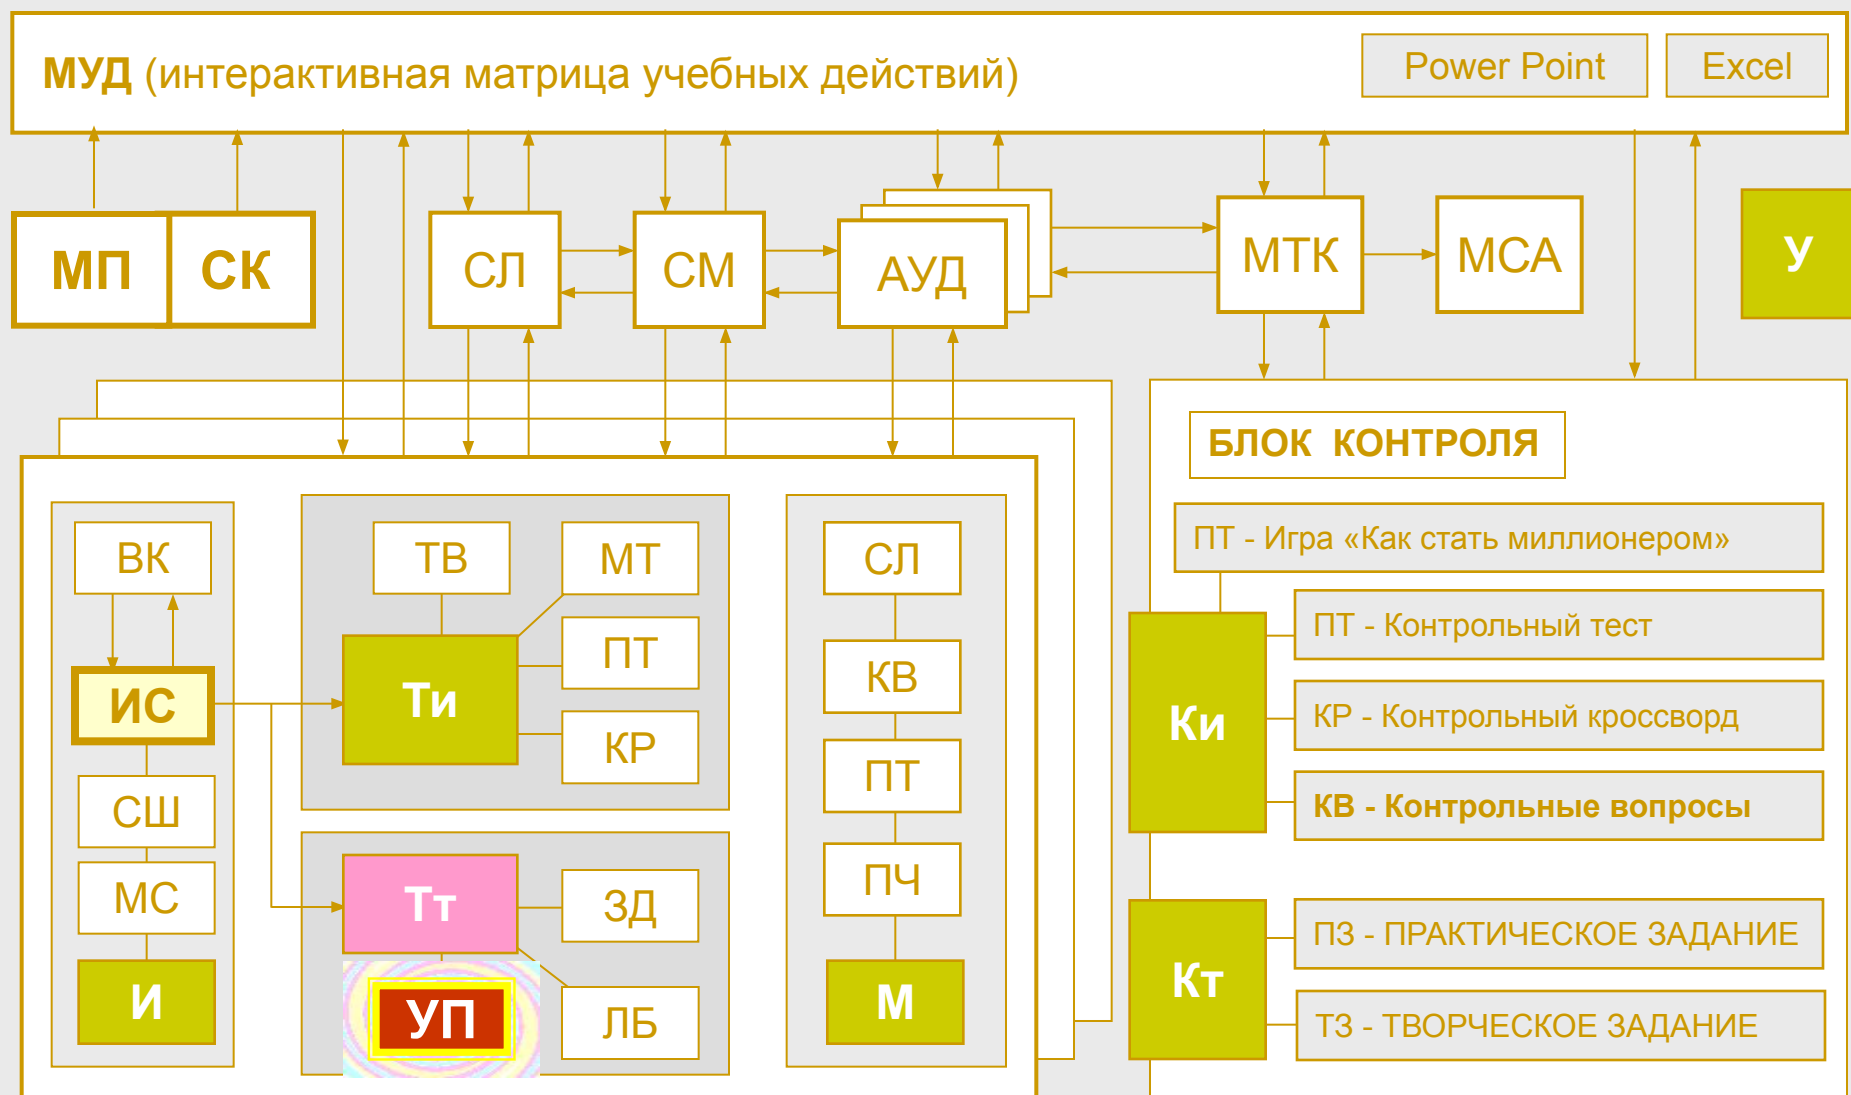 МУД (интерактивная матрица учебных действий)
Power Point
Excel
МП
СК
СЛ
СМ
АУД
МТК
МСА
У
ВК
ИС
СШ
МС
И
ТВ
МТ
ПТ
КР
Ти
Тт
ЗД
УП
ЛБ
СЛ
КВ
ПТ
ПЧ
М
БЛОК КОНТРОЛЯ
ПТ - Игра «Как стать миллионером»
Ки
ПТ - Контрольный тест
КР - Контрольный кроссворд
КВ - Контрольные вопросы
Кт
ПЗ - ПРАКТИЧЕСКОЕ ЗАДАНИЕ
ТЗ - ТВОРЧЕСКОЕ ЗАДАНИЕ